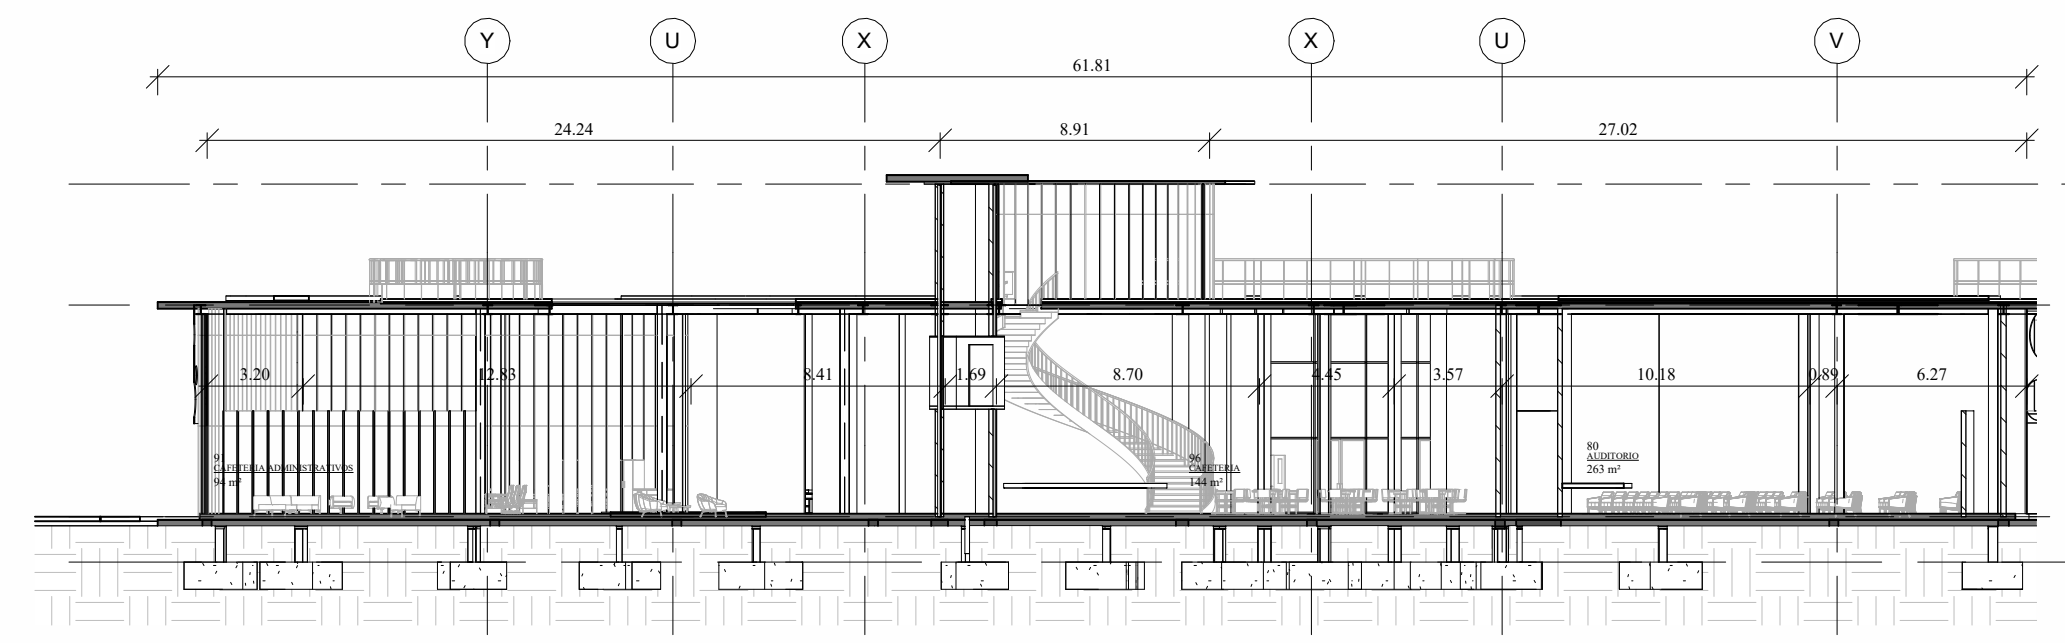 Y U X X U V
61.81
24.24 8.91 27.02
3.20 12.83 8.41 1.69 8.70 4.45 3.57 10.18 0.89 6.27
80
AUDITORIO
263 m²
CAFETERIA ADMINISTRATIVOS
94 m²
96
CAFETERIA
144 m²